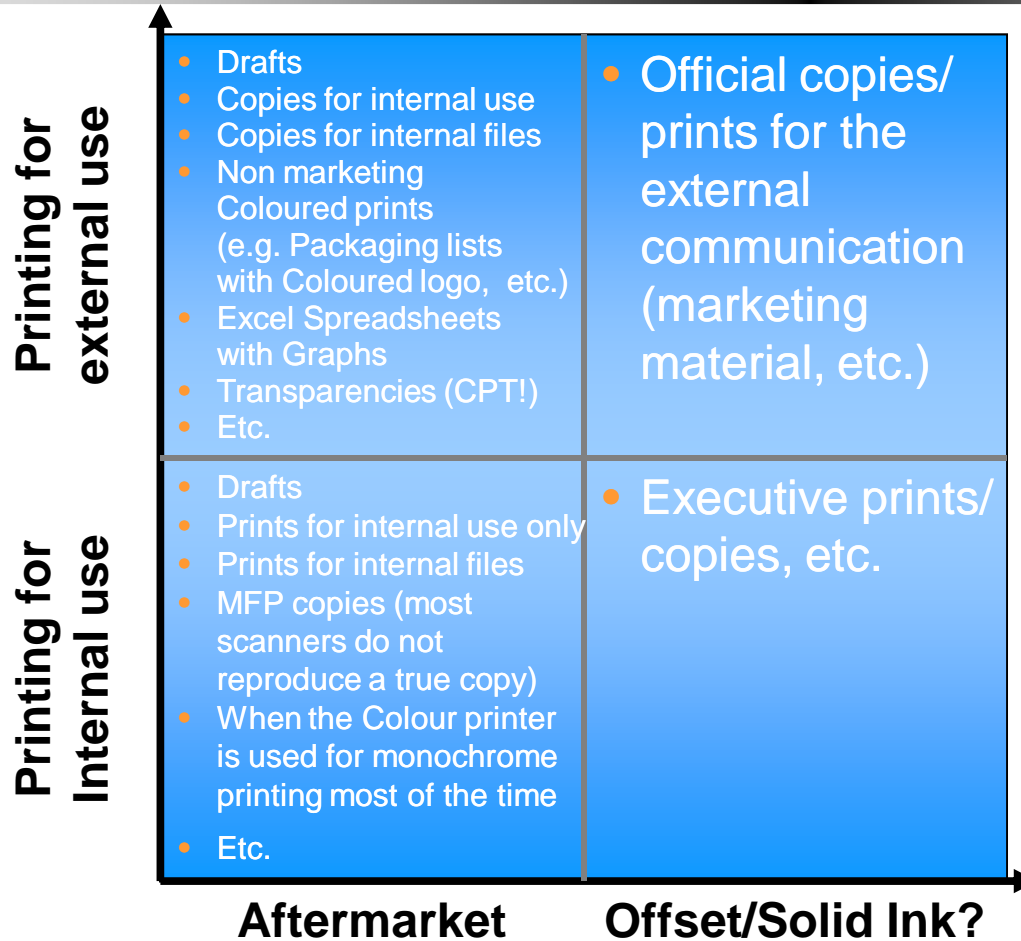 Printing for
external use
• Drafts
• Copies for internal use
• Copies for internal files
• Non marketing
Coloured prints
(e.g. Packaging lists
with Coloured logo, etc.)
• Excel Spreadsheets
with Graphs
• Transparencies (CPT!)
• Etc.
• Official copies/
prints for the
external
communication
(marketing
material, etc.)
Printing for
Internal use
• Drafts
• Prints for internal use only
• Prints for internal files
• MFP copies (most
scanners do not
reproduce a true copy)
• When the Colour printer
is used for monochrome
printing most of the time
• Etc.
• Executive prints/
copies, etc.
Aftermarket
Offset/Solid Ink?